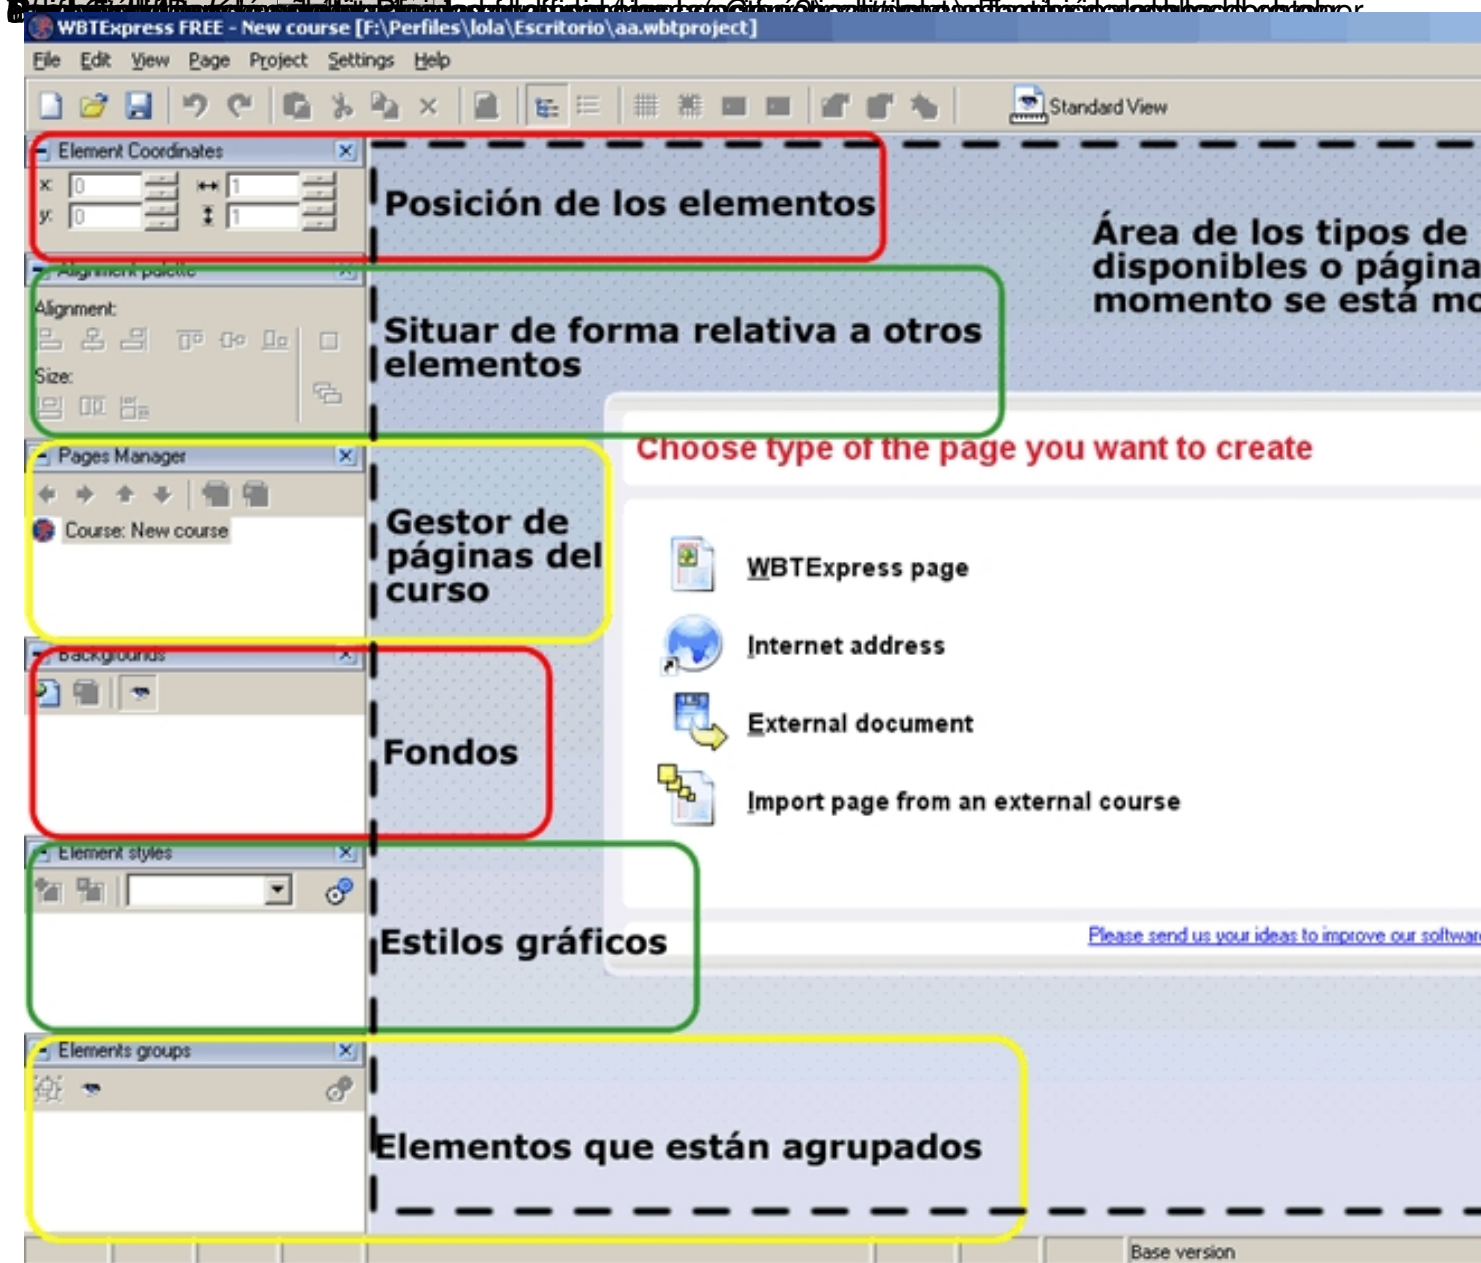 WBTExpress FREE - New course [F:\Perfiles\lola\Escritorio\aa.wbtproject]
File Edit View Page Project Settings Help
Standard View
Element Coordinates
x: 0 1
y: 0 1
Posición de los elementos
Área de los tipos de
disponibles o página
momento se está mo
Alignment palette
Alignment:
Situar de forma relativa a otros
elementos
Size:
Pages Manager
Course: New course
Gestor de
páginas del
curso
Choose type of the page you want to create
WBTExpress page
Internet address
External document
Import page from an external course
Backgrounds
Fondos
Element styles
Estilos gráficos
Please send us your ideas to improve our softwar
Elements groups
Elementos que están agrupados
Base version